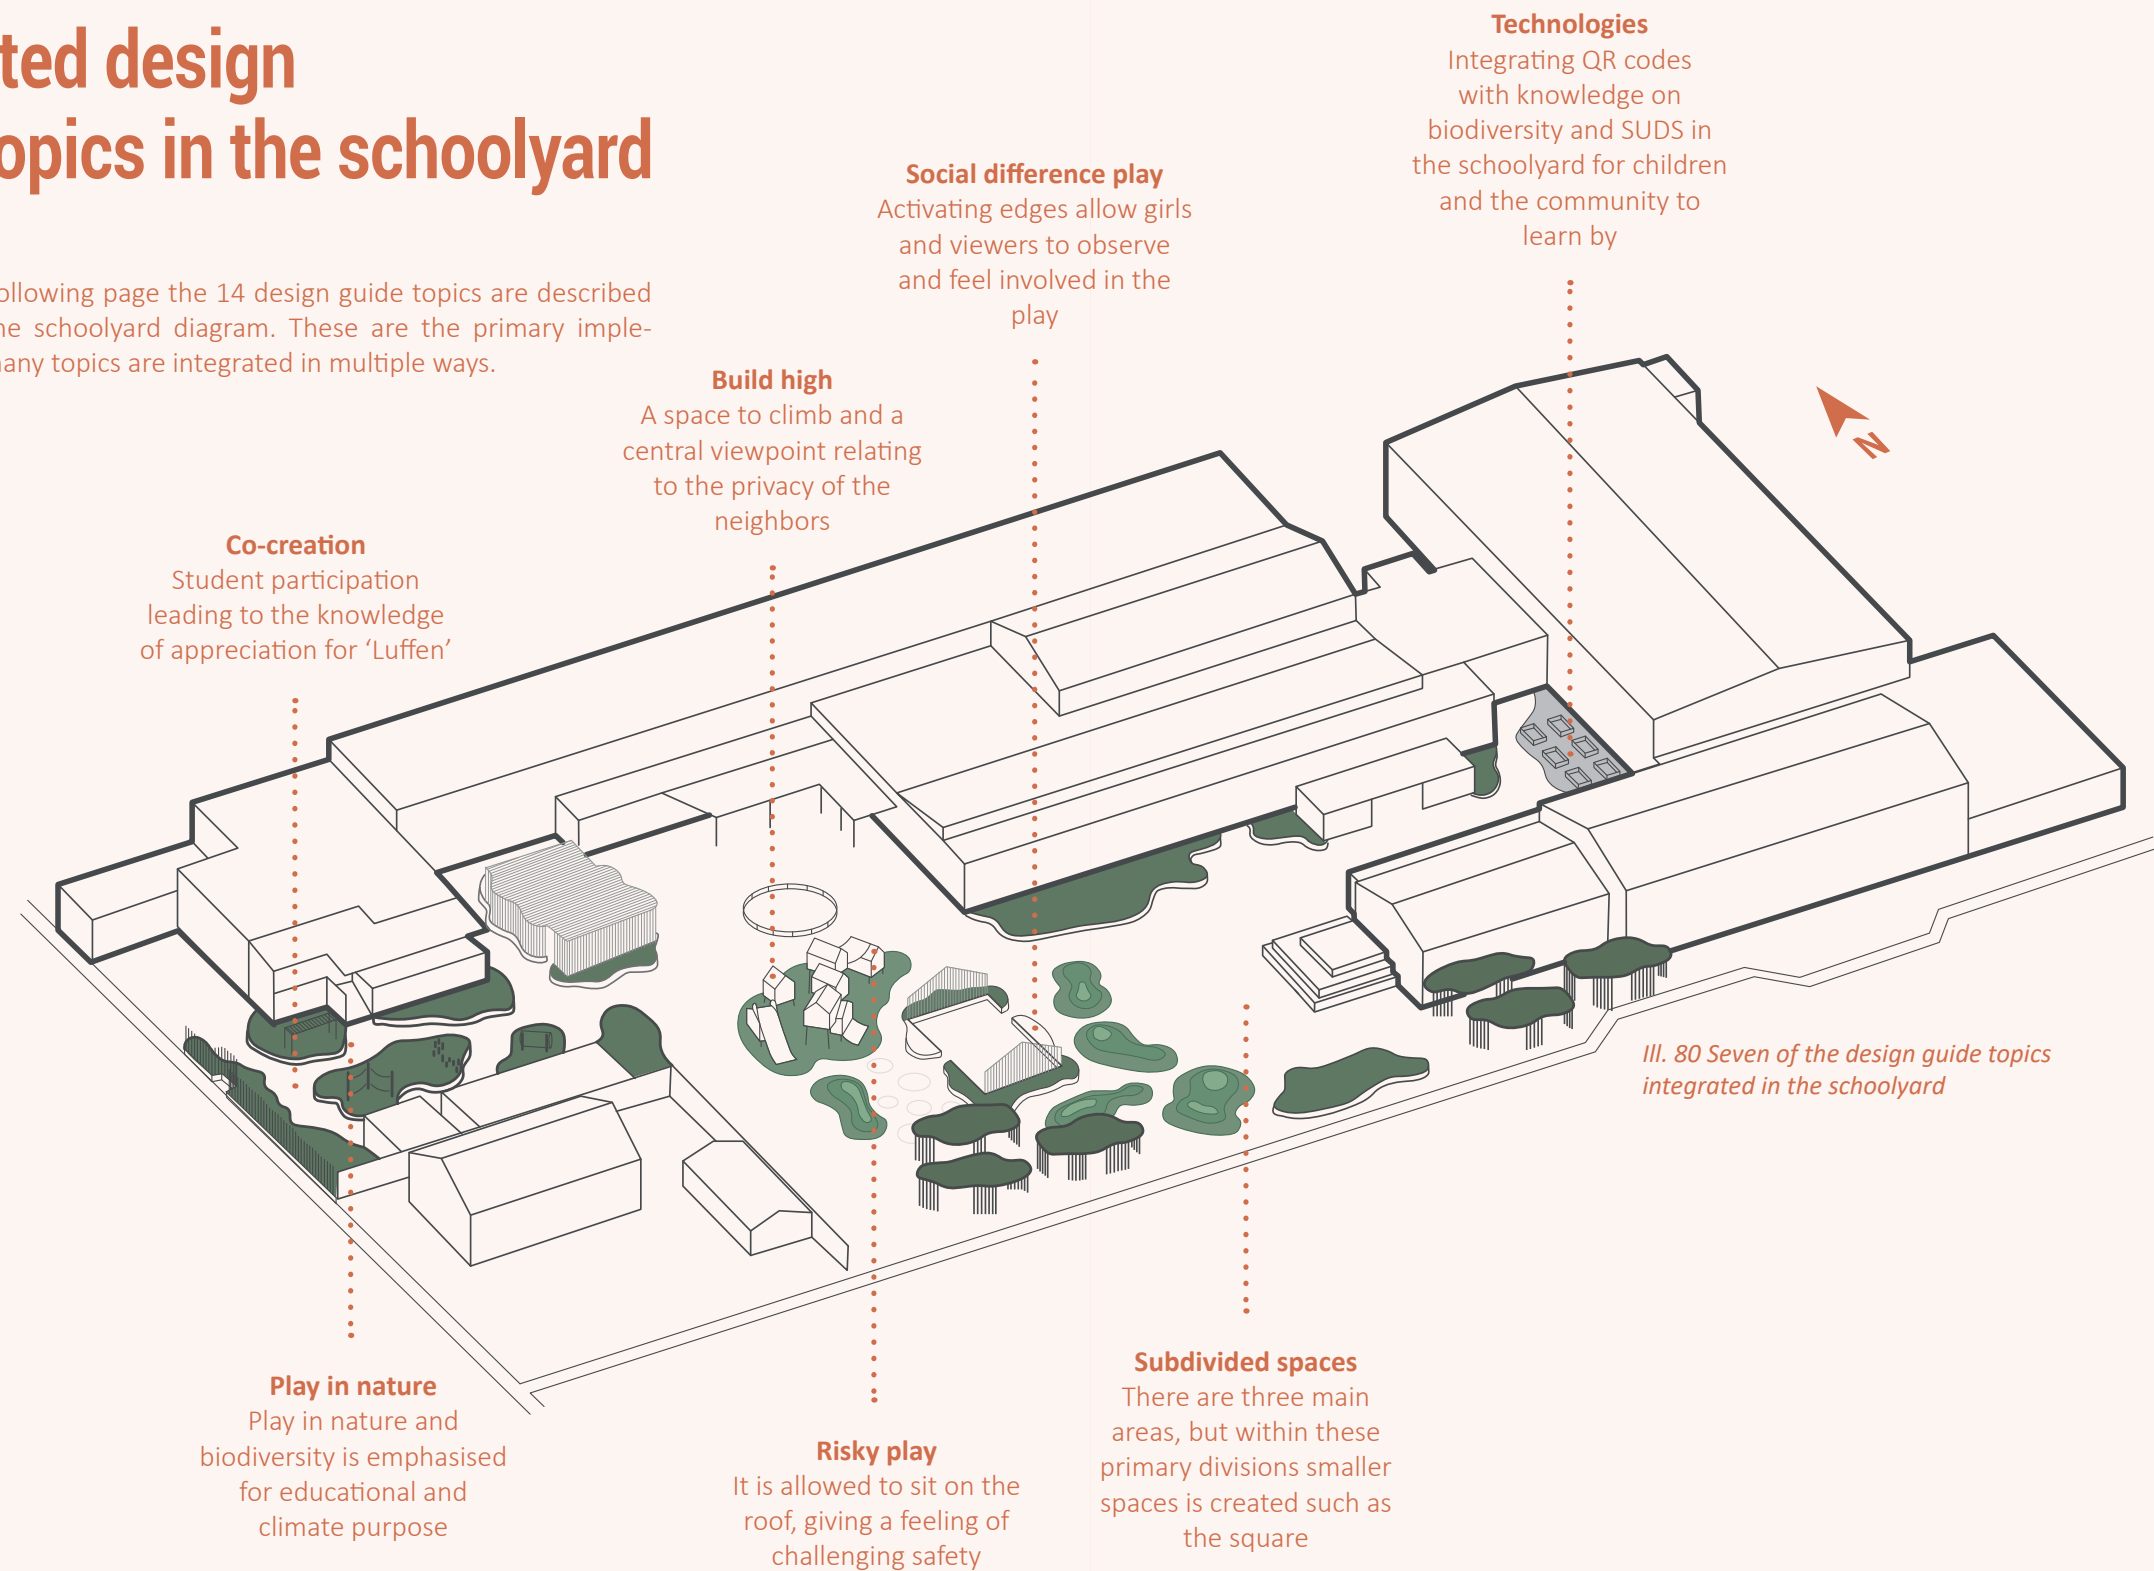 ted design
opics in the schoolyard
ollowing page the 14 design guide topics are described
he schoolyard diagram. These are the primary imple-
many topics are integrated in multiple ways.
Technologies
Integrating QR codes
with knowledge on
biodiversity and SUDS in
the schoolyard for children
and the community to
learn by
Social difference play
Activating edges allow girls
and viewers to observe
and feel involved in the
play
Build high
A space to climb and a
central viewpoint relating
to the privacy of the
neighbors
Co-creation
Student participation
leading to the knowledge
of appreciation for ‘Luffen’
N
Ill. 80 Seven of the design guide topics
integrated in the schoolyard
Play in nature
Play in nature and
biodiversity is emphasised
for educational and
climate purpose
Risky play
It is allowed to sit on the
roof, giving a feeling of
challenging safety
Subdivided spaces
There are three main
areas, but within these
primary divisions smaller
spaces is created such as
the square